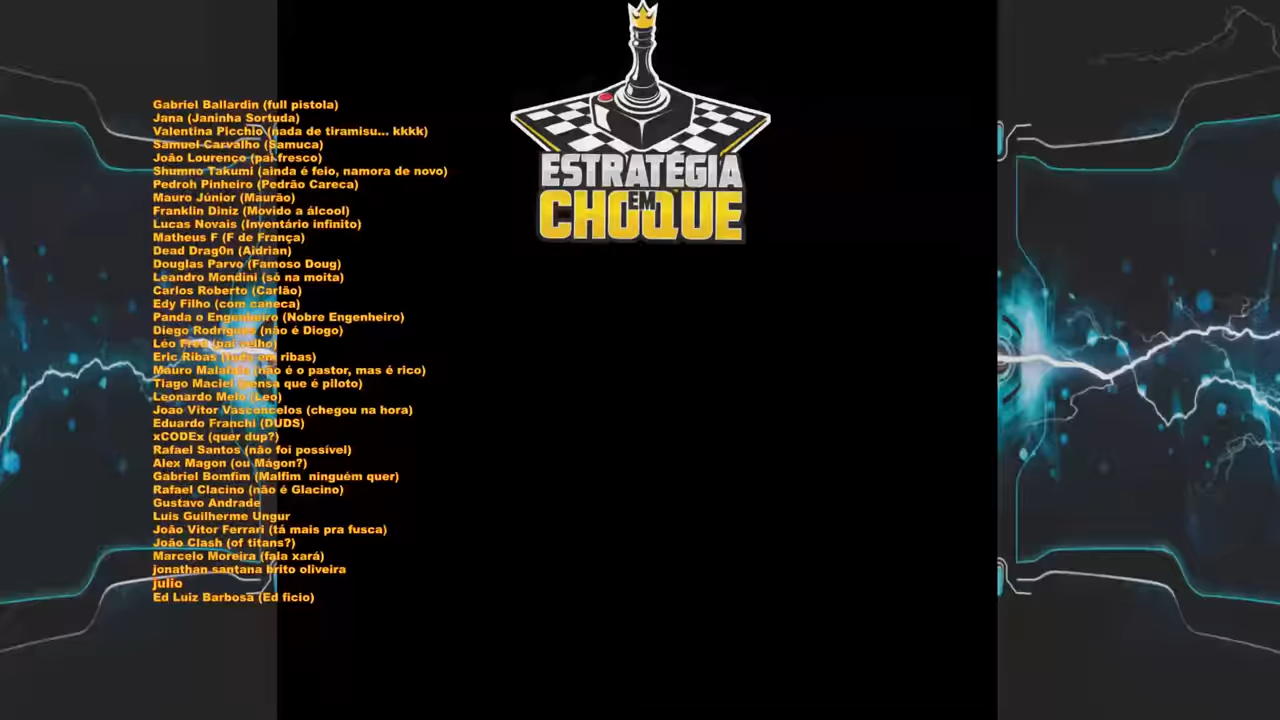 Gabriel Ballardin (full pistola)
Jana (Janinha Sortuda)
Valentina Picchio (nada de tiramisu... kkkk)
Samuel Carvalho (Samuca)
João Lourenço (pai fresco)
Shumno Takumi (ainda é feio, namora de novo)
Pedroh Pinheiro (Pedrão Careca)
Mauro Júnior (Maurão)
Franklin Diniz (Movido a álcool)
Lucas Novais (Inventário infinito)
Matheus F (F de França)
Dead Drag0n (Aidrian)
Douglas Parvo (Famoso Doug)
Leandro Mondini (só na moita)
Carlos Roberto (Carlão)
Edy Filho (com caneca)
Panda o Engenheiro (Nobre Engenheiro)
Diego Rodrigues (não é Diogo)
Léo (pai velho)
Eric Ribas (tudo em ribas)
Mauro (não é o pastor, mas é rico)
Tiago Maciel (pensa que é piloto)
Leonardo Melo (Leo)
Joao Vitor Vasconcelos (chegou na hora)
Eduardo Franchi (DUDS)
xCODEx (quer dup?)
Rafael Santos (não foi possível)
Alex Magon (ou Mágon?)
Gabriel Bomfim (Malfim  ninguém quer)
Rafael Clacino (não é Glacino)
Gustavo Andrade
Luis Guilherme Ungur
João Vitor Ferrari (tá mais pra fusca)
João Clash (of titans?)
Marcelo Moreira (fala xará)
jonathan santana brito oliveira
julio
Ed Luiz Barbosa (Ed ficio)
ESTRATÉGIA
EM
CHOQUE